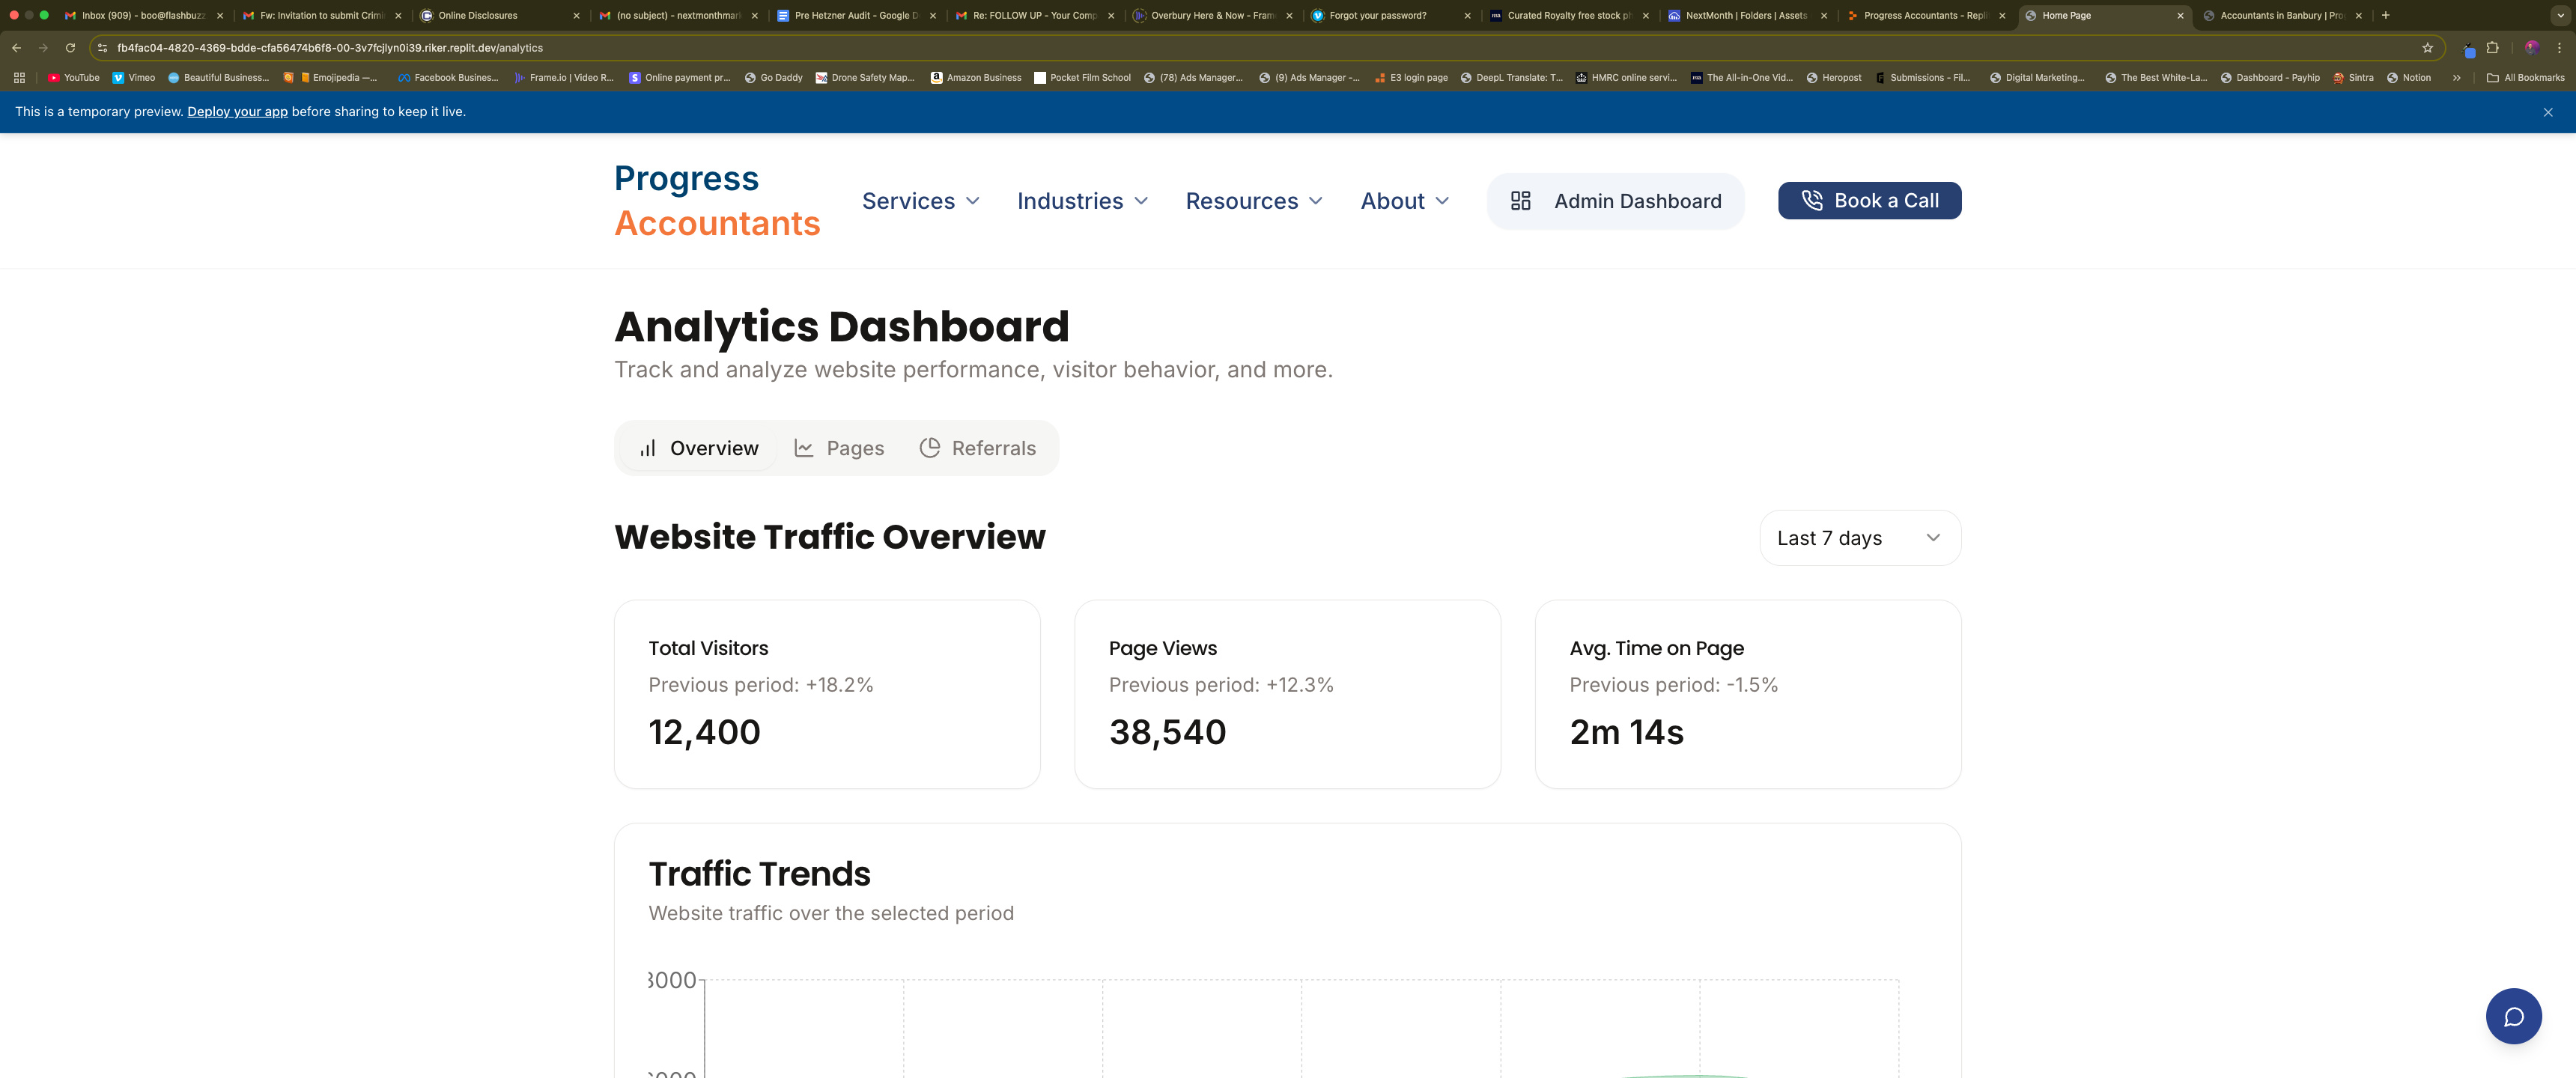 Inbox (909) - boo@flashbuzz
Fw: Invitation to submit Crimi
Online Disclosures
(no subject) - nextmonthmar
Pre Hetzner Audit - Google D
Re: FOLLOW UP - Your Comp
Overbury Here & Now - Fram
Forgot your password?
Curated Royalty free stock ph
NextMonth | Folders | Assets
Progress Accountants - Repli
Home Page
Accountants in Banbury | Pro
fb4fac04-4820-4369-bdde-cfa56474b6f8-00-3v7fcjlyn0i39.riker.replit.dev/analytics
YouTube
Vimeo
Beautiful Business...
Emojipedia —...
Facebook Busines...
Frame.io | Video R...
Online payment pr...
Go Daddy
Drone Safety Map...
Amazon Business
Pocket Film School
(78) Ads Manager...
(9) Ads Manager -...
E3 login page
DeepL Translate: T...
HMRC online servi...
The All-in-One Vid...
Heropost
Submissions - Fil...
Digital Marketing...
The Best White-La...
Dashboard - Payhip
Sintra
Notion
All Bookmarks
This is a temporary preview. Deploy your app before sharing to keep it live.
Progress
Accountants
Services
Industries
Resources
About
Admin Dashboard
Book a Call
Analytics Dashboard
Track and analyze website performance, visitor behavior, and more.
Overview
Pages
Referrals
Website Traffic Overview
Last 7 days
Total Visitors
Previous period: +18.2%
12,400
Page Views
Previous period: +12.3%
38,540
Avg. Time on Page
Previous period: -1.5%
2m 14s
Traffic Trends
Website traffic over the selected period